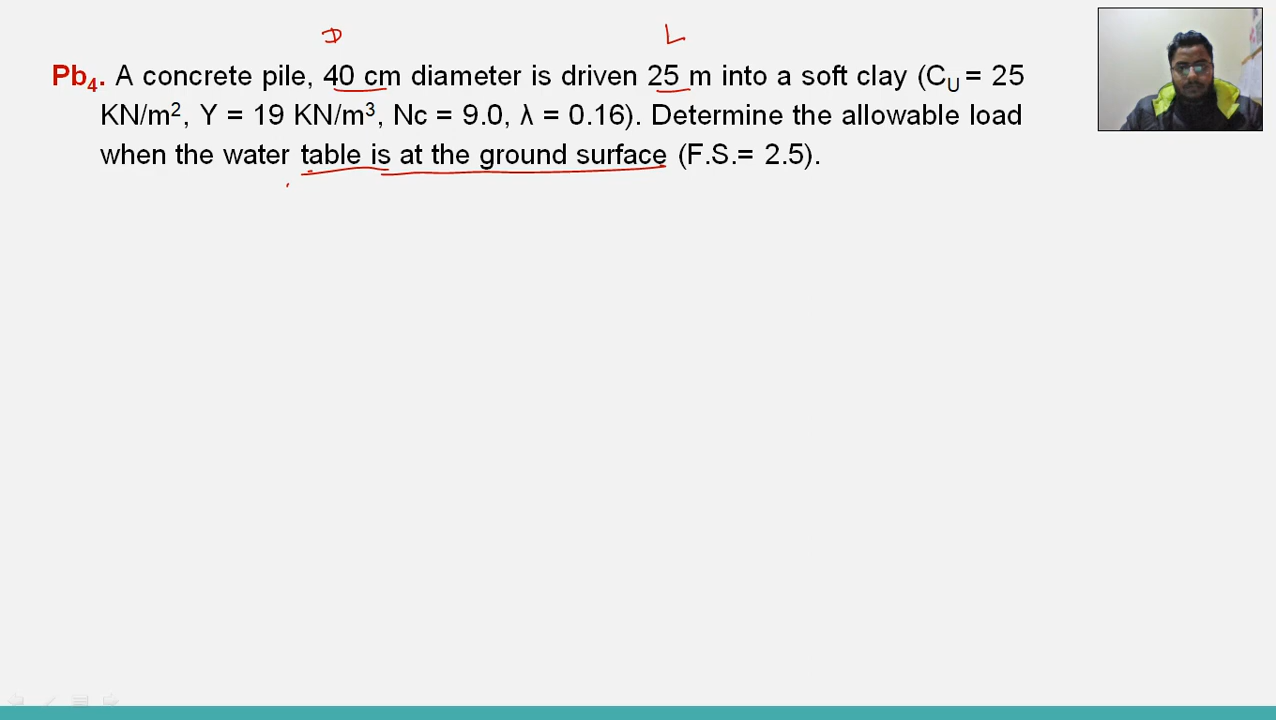 D L
Pb4. A concrete pile, 40 cm diameter is driven 25 m into a soft clay (CU = 25
KN/m2, Y = 19 KN/m3, Nc = 9.0, λ = 0.16). Determine the allowable load
when the water table is at the ground surface (F.S.= 2.5).